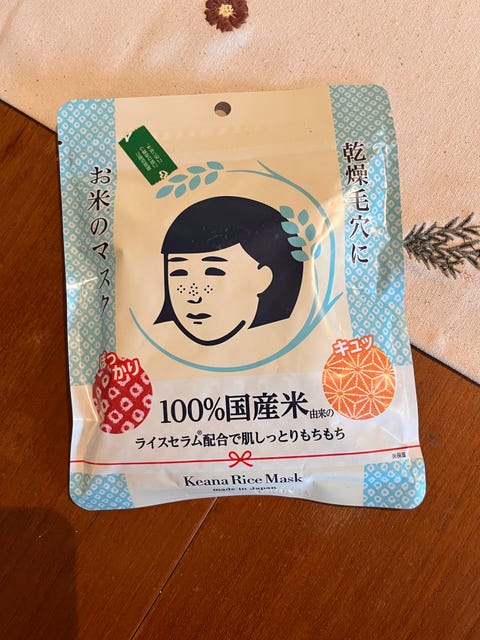 乾燥毛穴に
お米のマスク
キュッ
100%国産米由来の
ライスセラム®配合で肌しっとりもちもち
※保湿
Keana Rice Mask
made in Japan